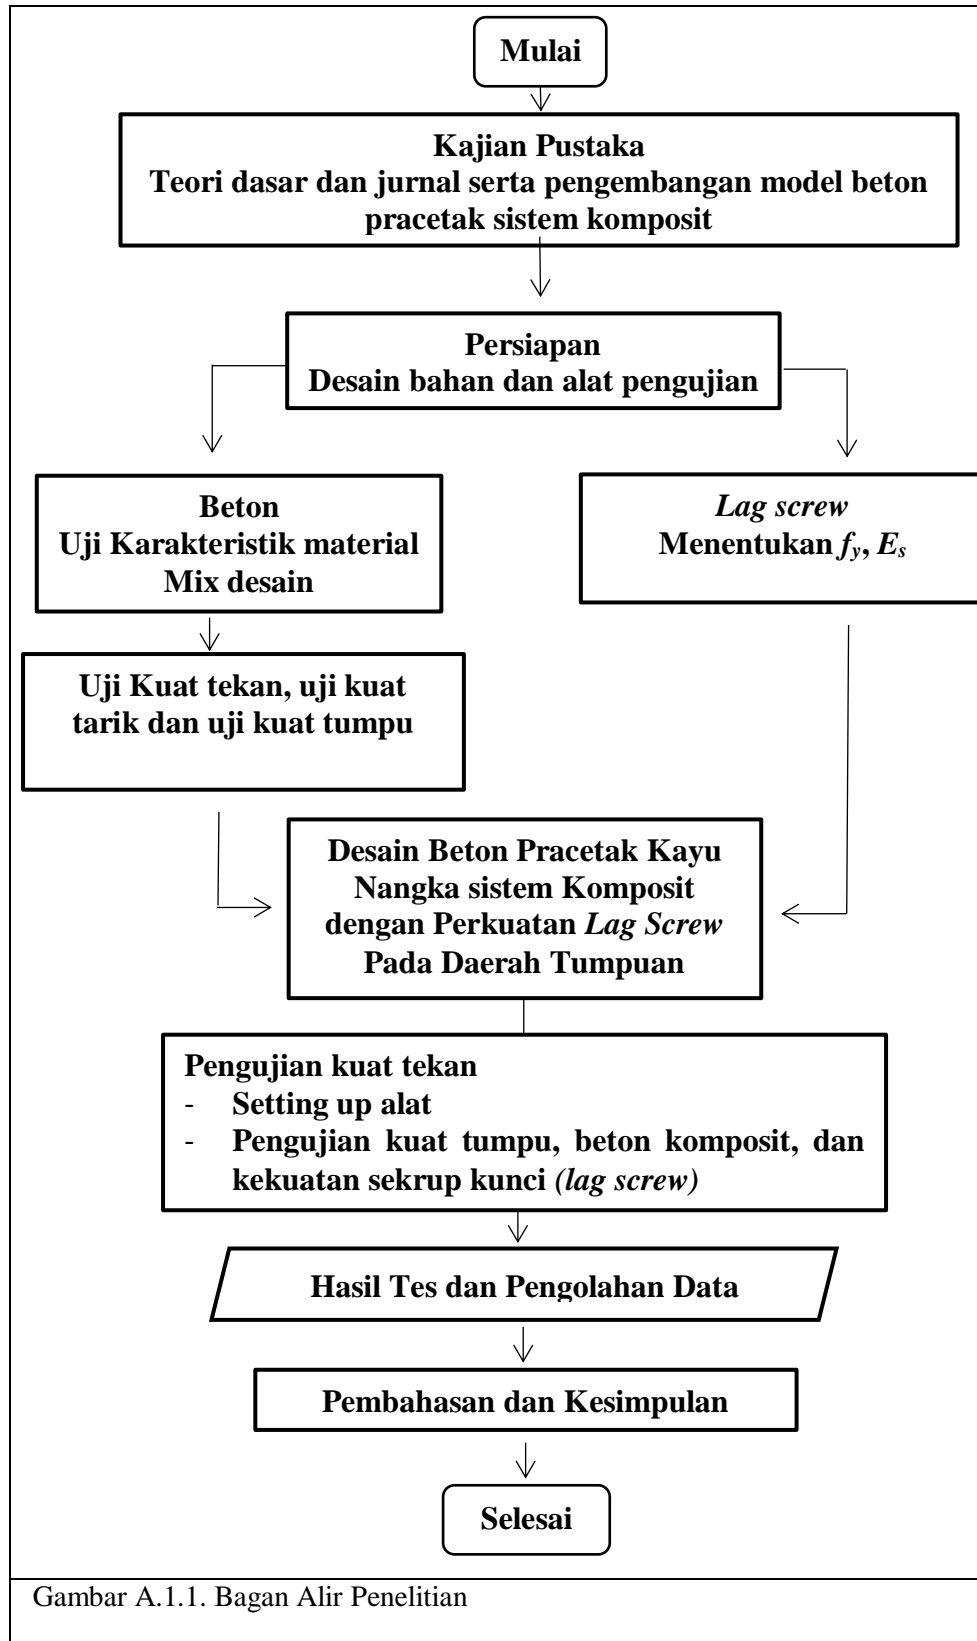 Mulai
Kajian Pustaka
Teori dasar dan jurnal serta pengembangan model beton
pracetak sistem komposit
Persiapan
Desain bahan dan alat pengujian
Beton
Uji Karakteristik material
Mix desain
Lag screw
Menentukan fy, Es
Uji Kuat tekan, uji kuat
tarik dan uji kuat tumpu
Desain Beton Pracetak Kayu
Nangka sistem Komposit
dengan Perkuatan Lag Screw
Pada Daerah Tumpuan
Pengujian kuat tekan
- Setting up alat
- Pengujian kuat tumpu, beton komposit, dan
kekuatan sekrup kunci (lag screw)
Hasil Tes dan Pengolahan Data
Pembahasan dan Kesimpulan
Selesai
Gambar A.1.1. Bagan Alir Penelitian